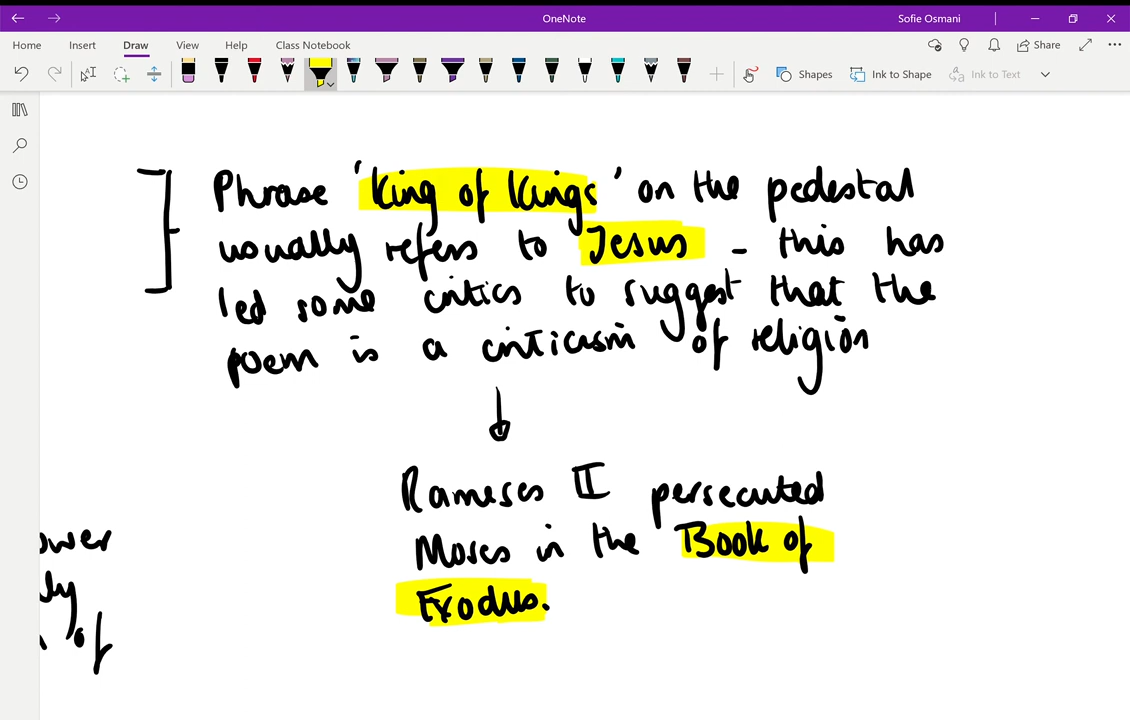 OneNote
Sofie Osmani
Home Insert Draw View Help Class Notebook
Share
Shapes Ink to Shape Ink to Text
Phrase 'King of Kings' on the pedestal
usually refers to Jesus - this has
led some critics to suggest that the
poem is a criticism of religion
Rameses II persecuted
Moses in the Book of
Exodus.
ower
ly
of